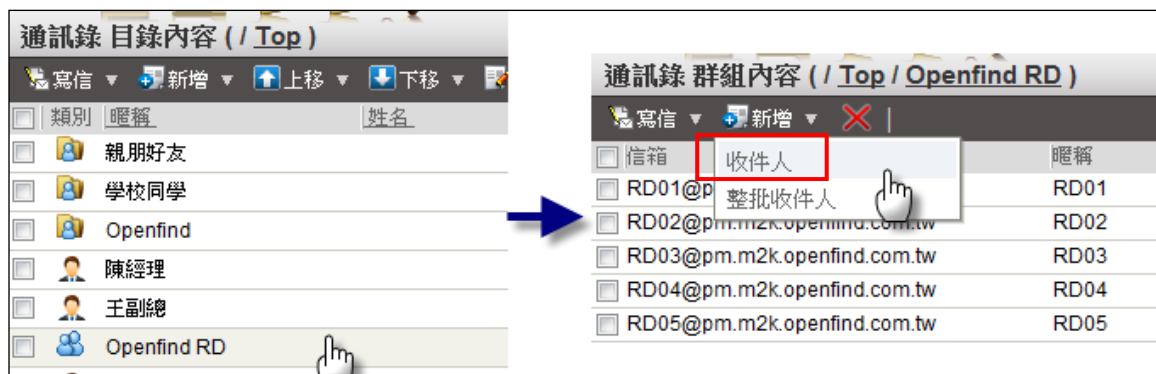 通訊錄 目錄內容 ( / Top )
寫信 ▼ 新增 ▼ 上移 ▼ 下移 ▼
類別 暱稱 姓名
親朋好友
學校同學
Openfind
陳經理
王副總
Openfind RD
通訊錄 群組內容 ( / Top / Openfind RD )
寫信 ▼ 新增 ▼ |
信箱 暱稱
收件人
整批收件人
RD01@p RD01
RD02@pm.m2k.openfind.com.tw RD02
RD03@pm.m2k.openfind.com.tw RD03
RD04@pm.m2k.openfind.com.tw RD04
RD05@pm.m2k.openfind.com.tw RD05